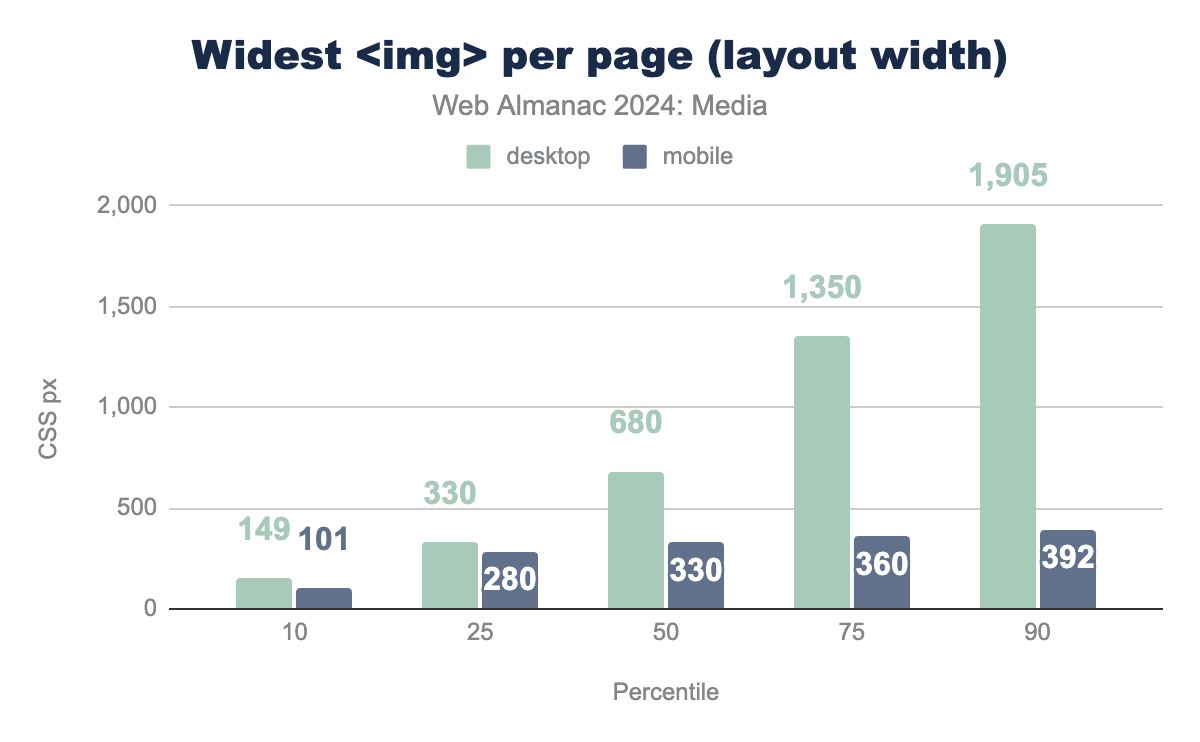 Widest <img> per page (layout width)
Web Almanac 2024: Media
desktop mobile
2,000
1,500
1,000
500
0
CSS px
149 101
330 280
680 330
1,350 360
1,905 392
10 25 50 75 90
Percentile